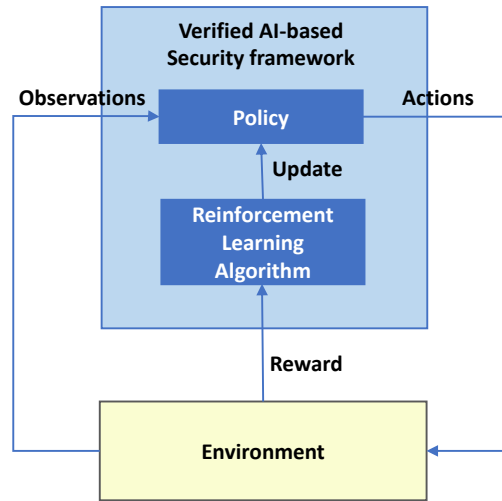 Verified AI-based
Security framework
Observations
Actions
Policy
Update
Reinforcement
Learning
Algorithm
Reward
Environment